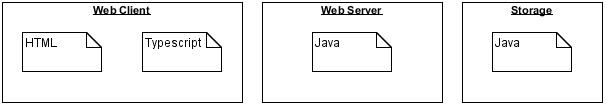 Web Client
HTML
Typescript
Web Server
Java
Storage
Java